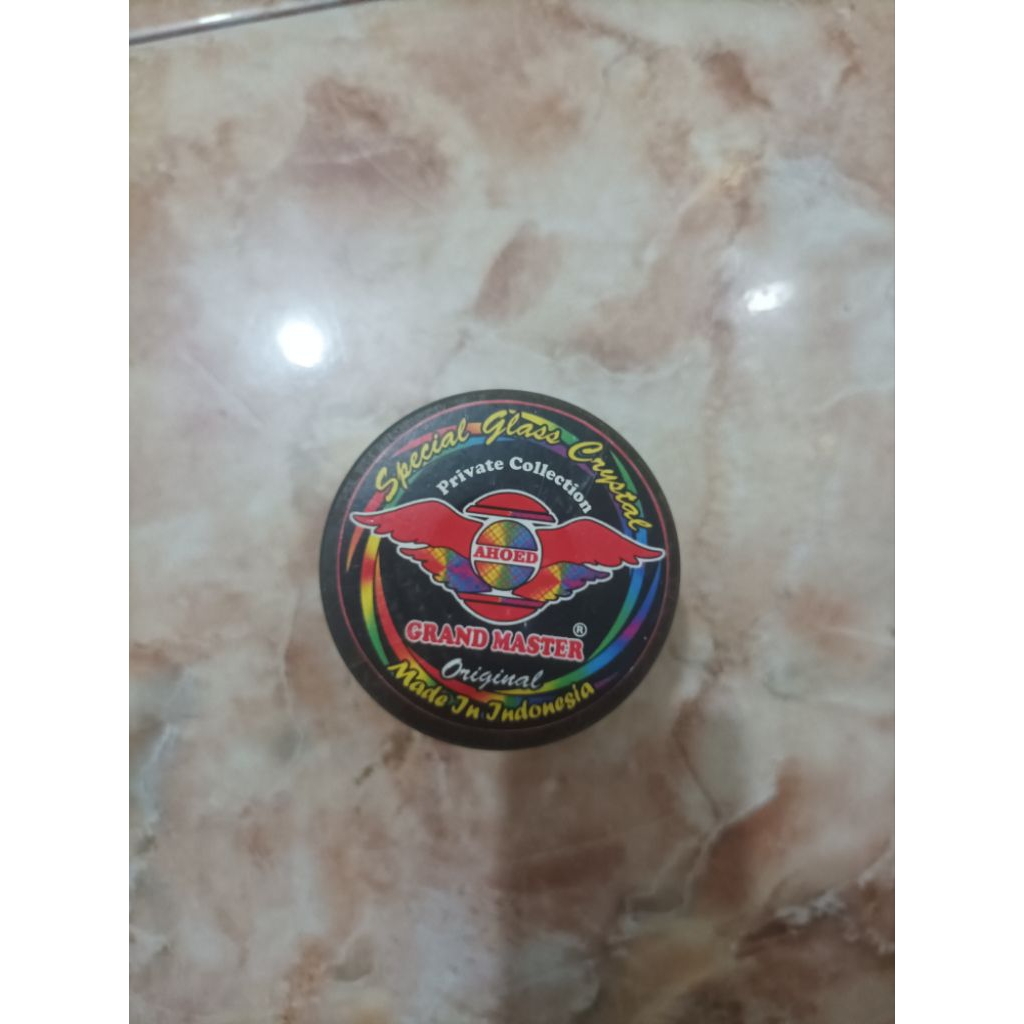 Special Glass Crystal
Private Collection
AHOED
GRAND MASTER ®
Original
Made In Indonesia